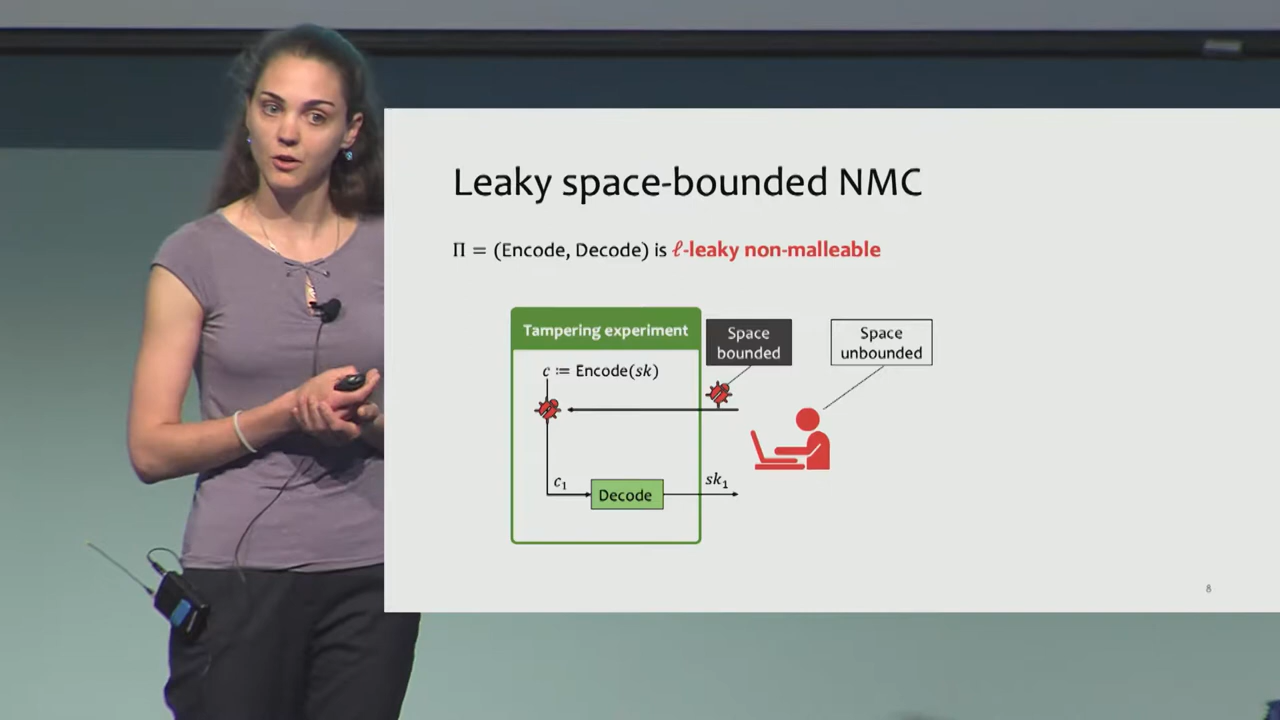 Leaky space-bounded NMC
Π = (Encode, Decode) is ℓ-leaky non-malleable
Tampering experiment
Space
bounded
Space
unbounded
c := Encode(sk)
c₁
Decode
sk₁
8